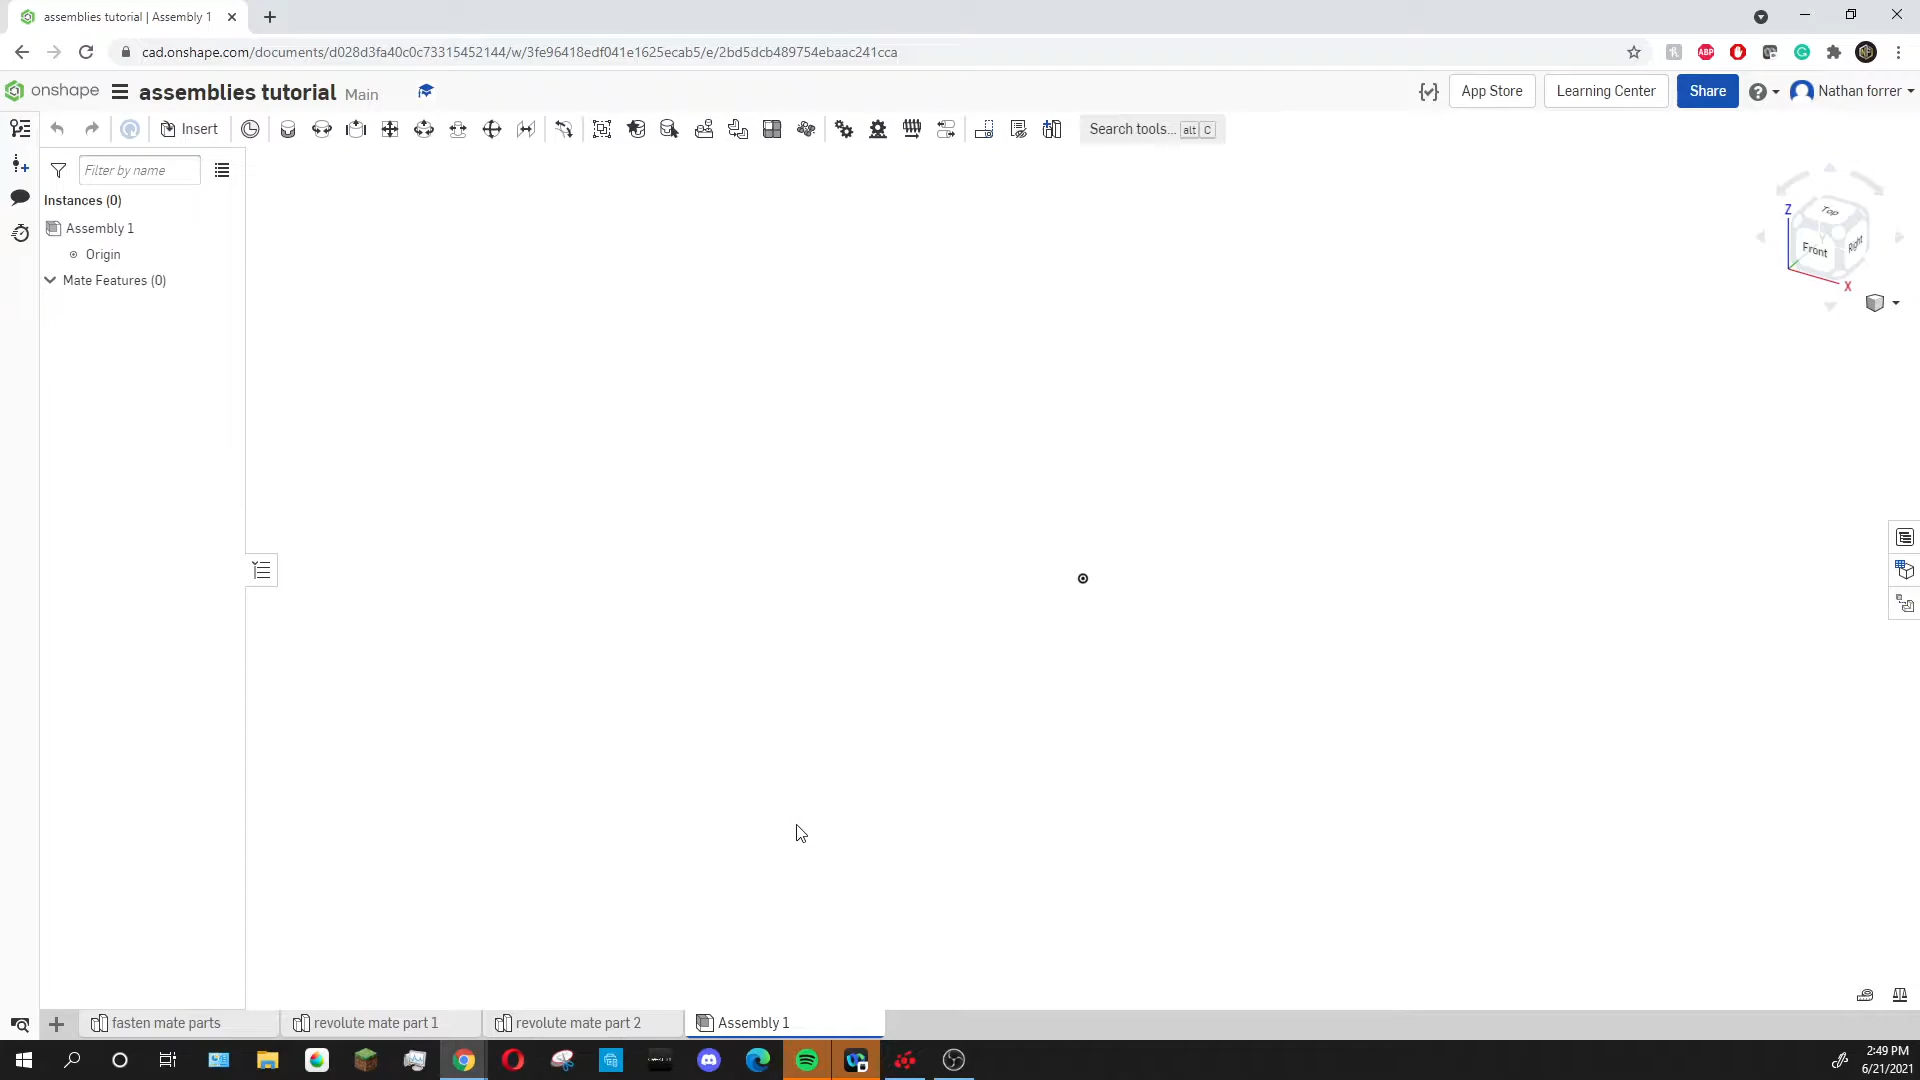 assemblies tutorial | Assembly 1
cad.onshape.com/documents/d028d3fa40c0c73315452144/w/3fe96418edf041e1625ecab5/e/2bd5dcb489754ebaac241cca
ABP
onshape
assemblies tutorial Main
App Store
Learning Center
Share
Nathan forrer
Insert
Search tools... alt C
Filter by name
Instances (0)
Assembly 1
Origin
Mate Features (0)
Z
Top
Front
Right
X
fasten mate parts
revolute mate part 1
revolute mate part 2
Assembly 1
2:49 PM
6/21/2021